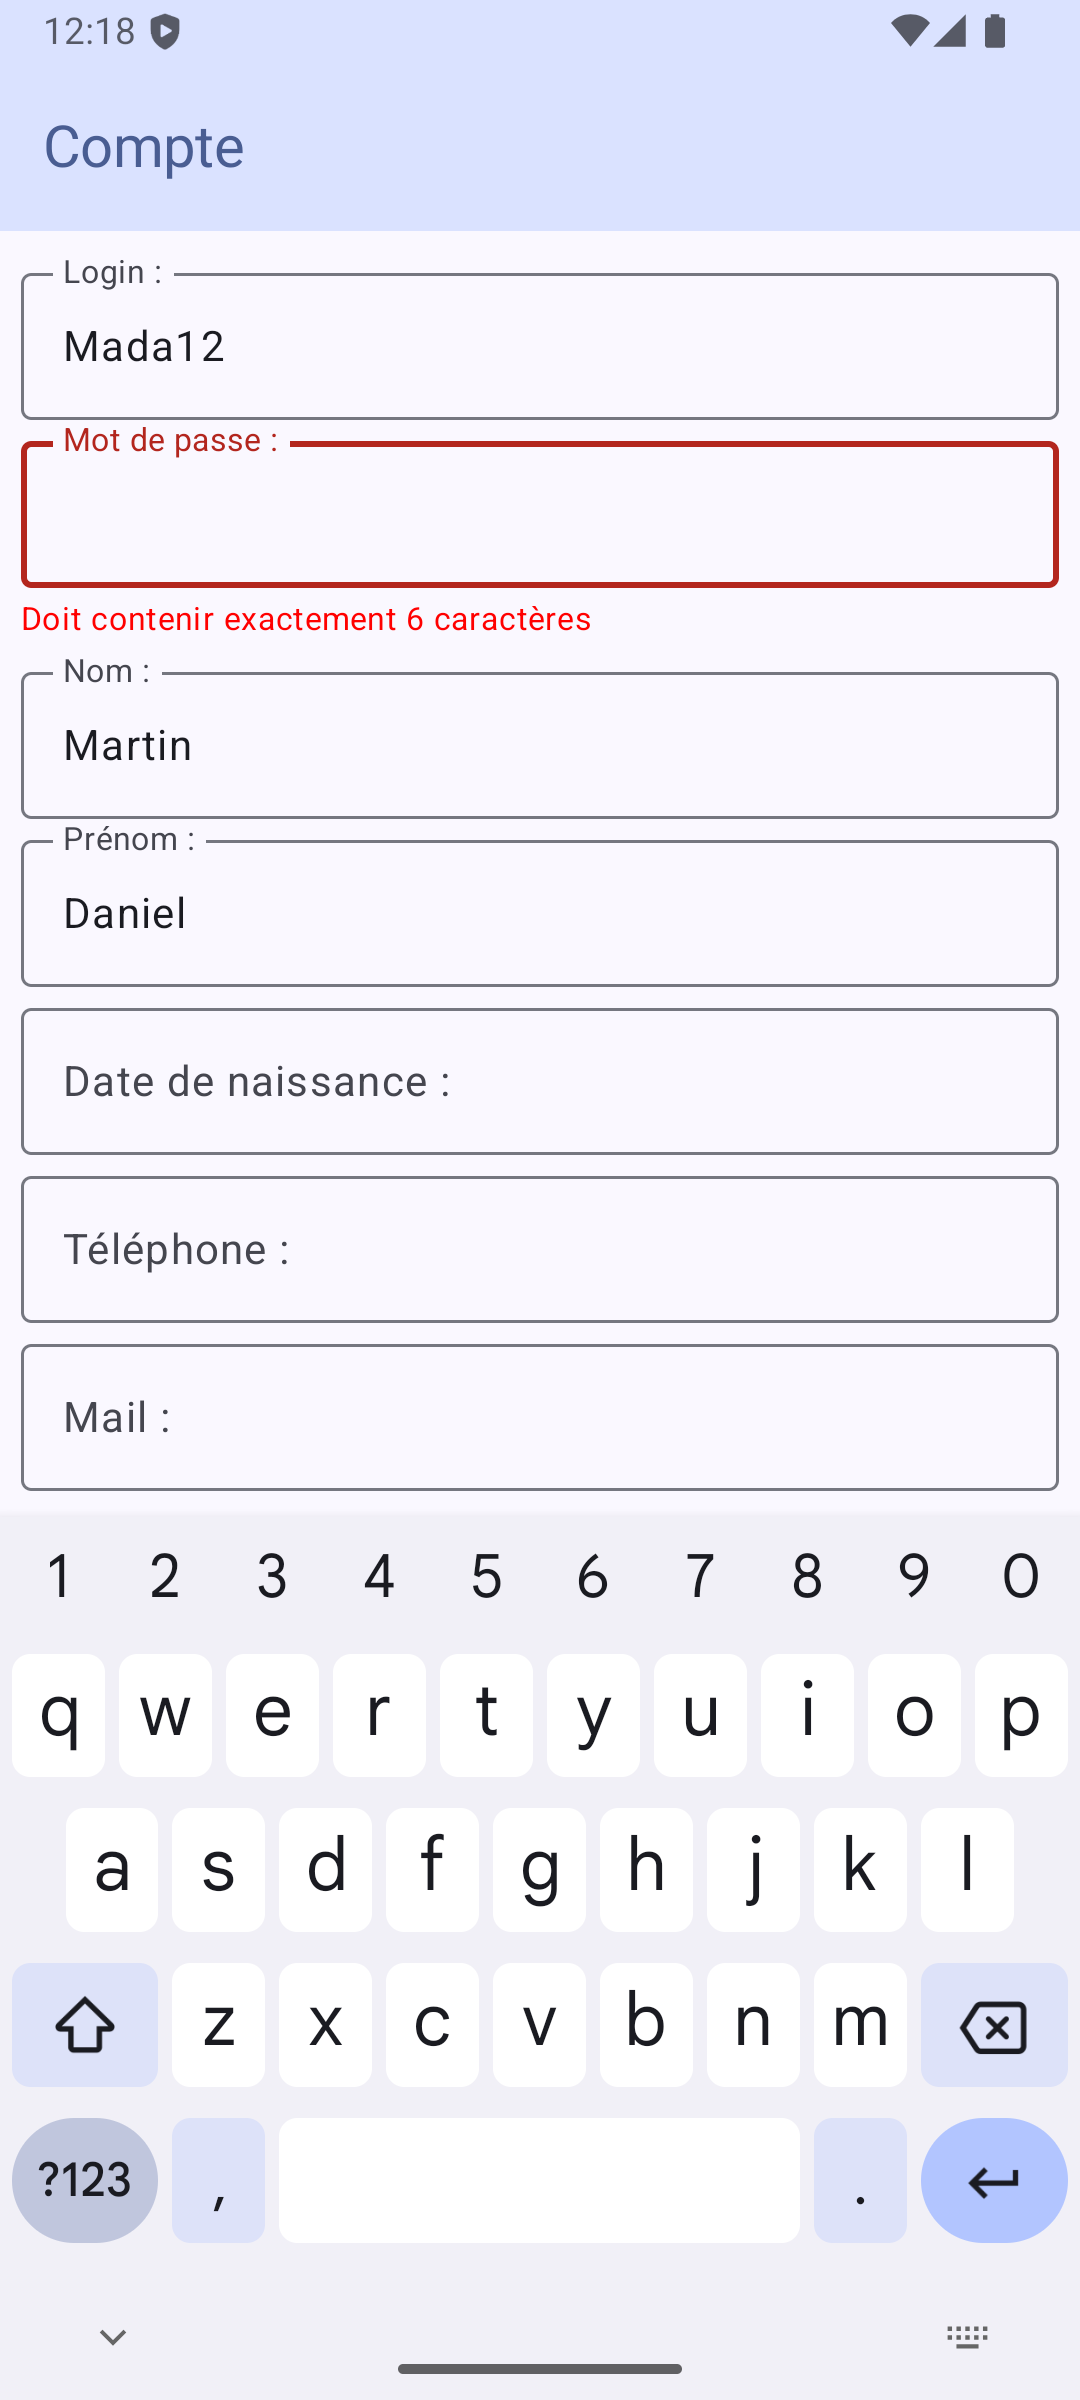 12:18
Compte
Login :
Mada12
Mot de passe :
Doit contenir exactement 6 caractères
Nom :
Martin
Prénom :
Daniel
Date de naissance :
Téléphone :
Mail :
1 2 3 4 5 6 7 8 9 0
q w e r t y u i o p
a s d f g h j k l
z x c v b n m
?123 , .